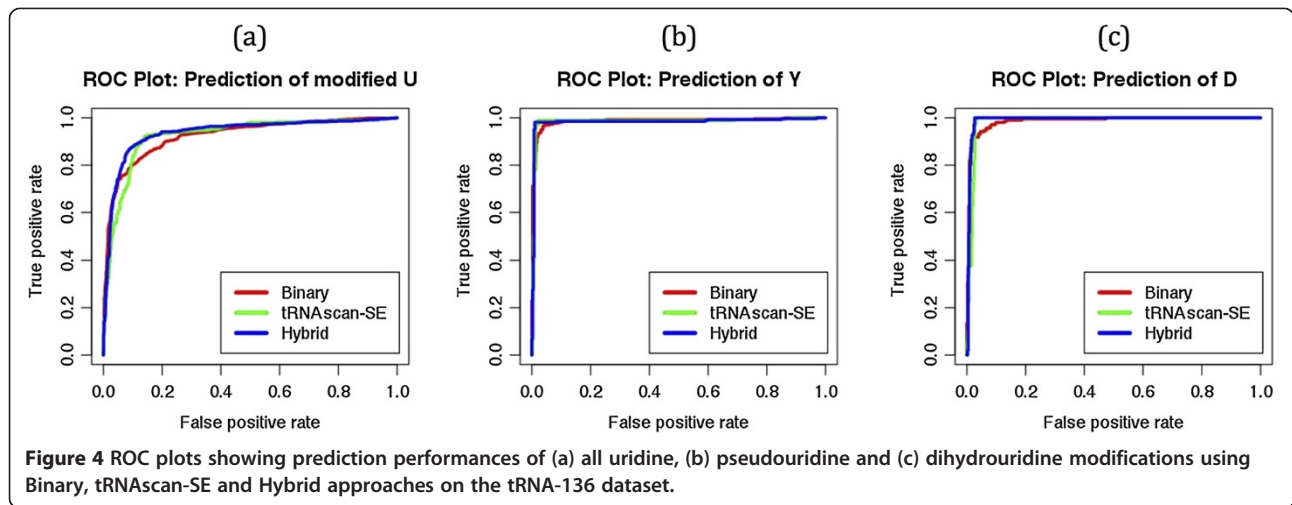 (a)
ROC Plot: Prediction of modified U
True positive rate
0.0 0.2 0.4 0.6 0.8 1.0
Binary
tRNAscan-SE
Hybrid
0.0 0.2 0.4 0.6 0.8 1.0
False positive rate
(b)
ROC Plot: Prediction of Y
True positive rate
0.0 0.2 0.4 0.6 0.8 1.0
Binary
tRNAscan-SE
Hybrid
0.0 0.2 0.4 0.6 0.8 1.0
False positive rate
(c)
ROC Plot: Prediction of D
True positive rate
0.0 0.2 0.4 0.6 0.8 1.0
Binary
tRNAscan-SE
Hybrid
0.0 0.2 0.4 0.6 0.8 1.0
False positive rate
Figure 4 ROC plots showing prediction performances of (a) all uridine, (b) pseudouridine and (c) dihydrouridine modifications using
Binary, tRNAscan-SE and Hybrid approaches on the tRNA-136 dataset.